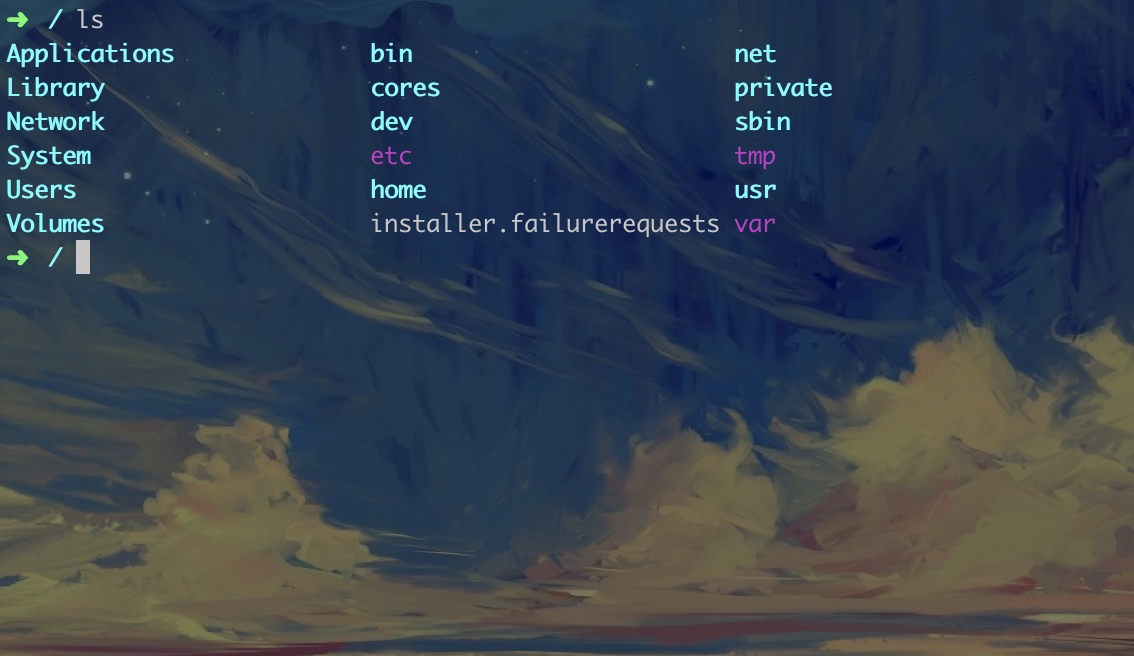 ➜ / ls
Applications bin net
Library cores private
Network dev sbin
System etc tmp
Users home usr
Volumes installer.failurerequests var
➜ /